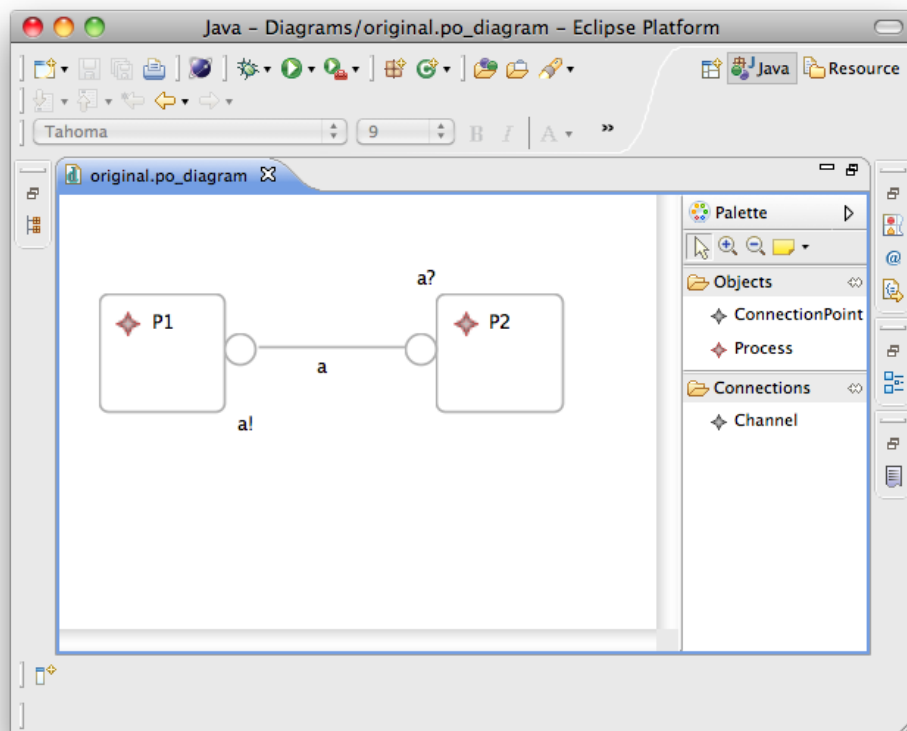 Java – Diagrams/original.po_diagram – Eclipse Platform
Java Resource
Tahoma 9 B I A »
original.po_diagram
Palette
a?
Objects
P1 P2
ConnectionPoint
a
Process
Connections
a!
Channel